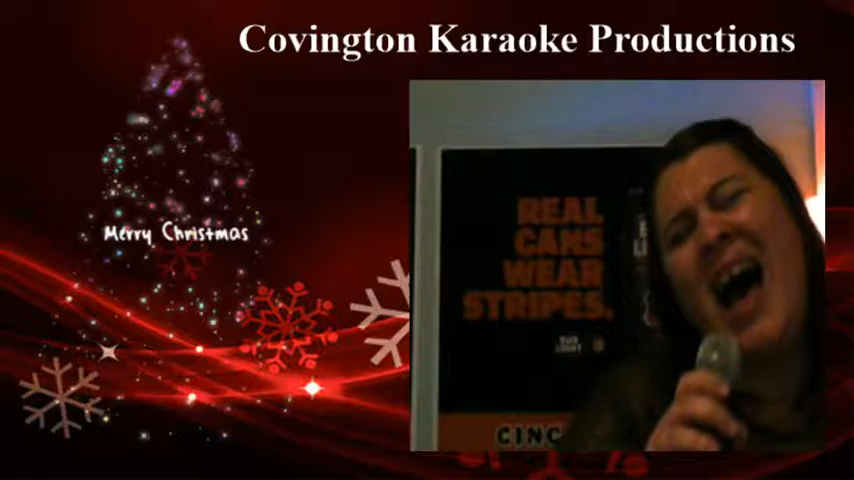 Covington Karaoke Productions
Merry Christmas
REAL
CANS
WEAR
STRIPES.
CINC